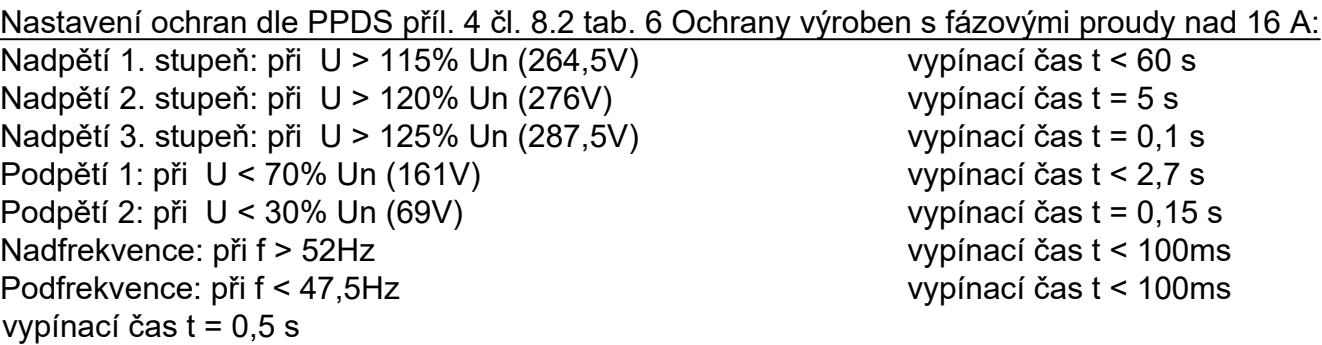 Nastavení ochran dle PPDS příl. 4 čl. 8.2 tab. 6 Ochrany výroben s fázovými proudy nad 16 A:
Nadpětí 1. stupeň: při U > 115% Un (264,5V) vypínací čas t < 60 s
Nadpětí 2. stupeň: při U > 120% Un (276V) vypínací čas t = 5 s
Nadpětí 3. stupeň: při U > 125% Un (287,5V) vypínací čas t = 0,1 s
Podpětí 1: při U < 70% Un (161V) vypínací čas t < 2,7 s
Podpětí 2: při U < 30% Un (69V) vypínací čas t = 0,15 s
Nadfrekvence: při f > 52Hz vypínací čas t < 100ms
Podfrekvence: při f < 47,5Hz vypínací čas t < 100ms
vypínací čas t = 0,5 s